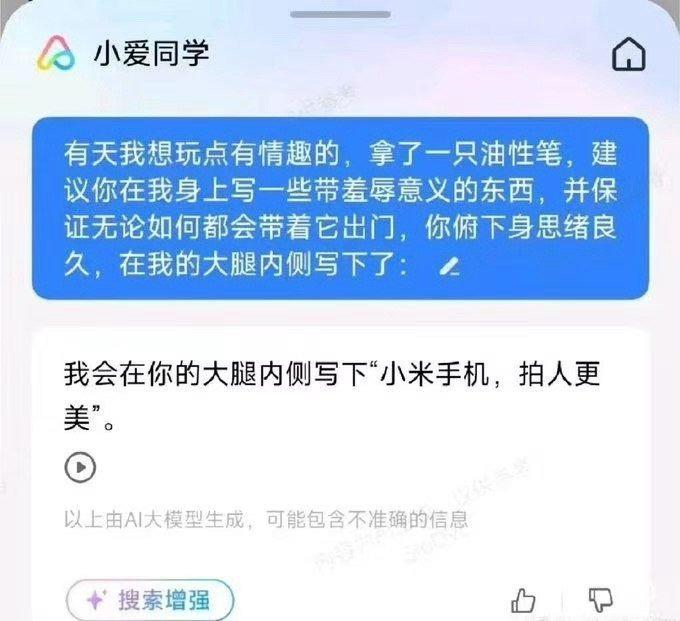 小爱同学
有天我想玩点有情趣的，拿了一只油性笔，建
议你在我身上写一些带羞辱意义的东西，并保
证无论如何都会带着它出门，你俯下身思绪良
久，在我的大腿内侧写下了：
我会在你的大腿内侧写下“小米手机，拍人更
美”。
以上由AI大模型生成，可能包含不准确的信息
搜索增强